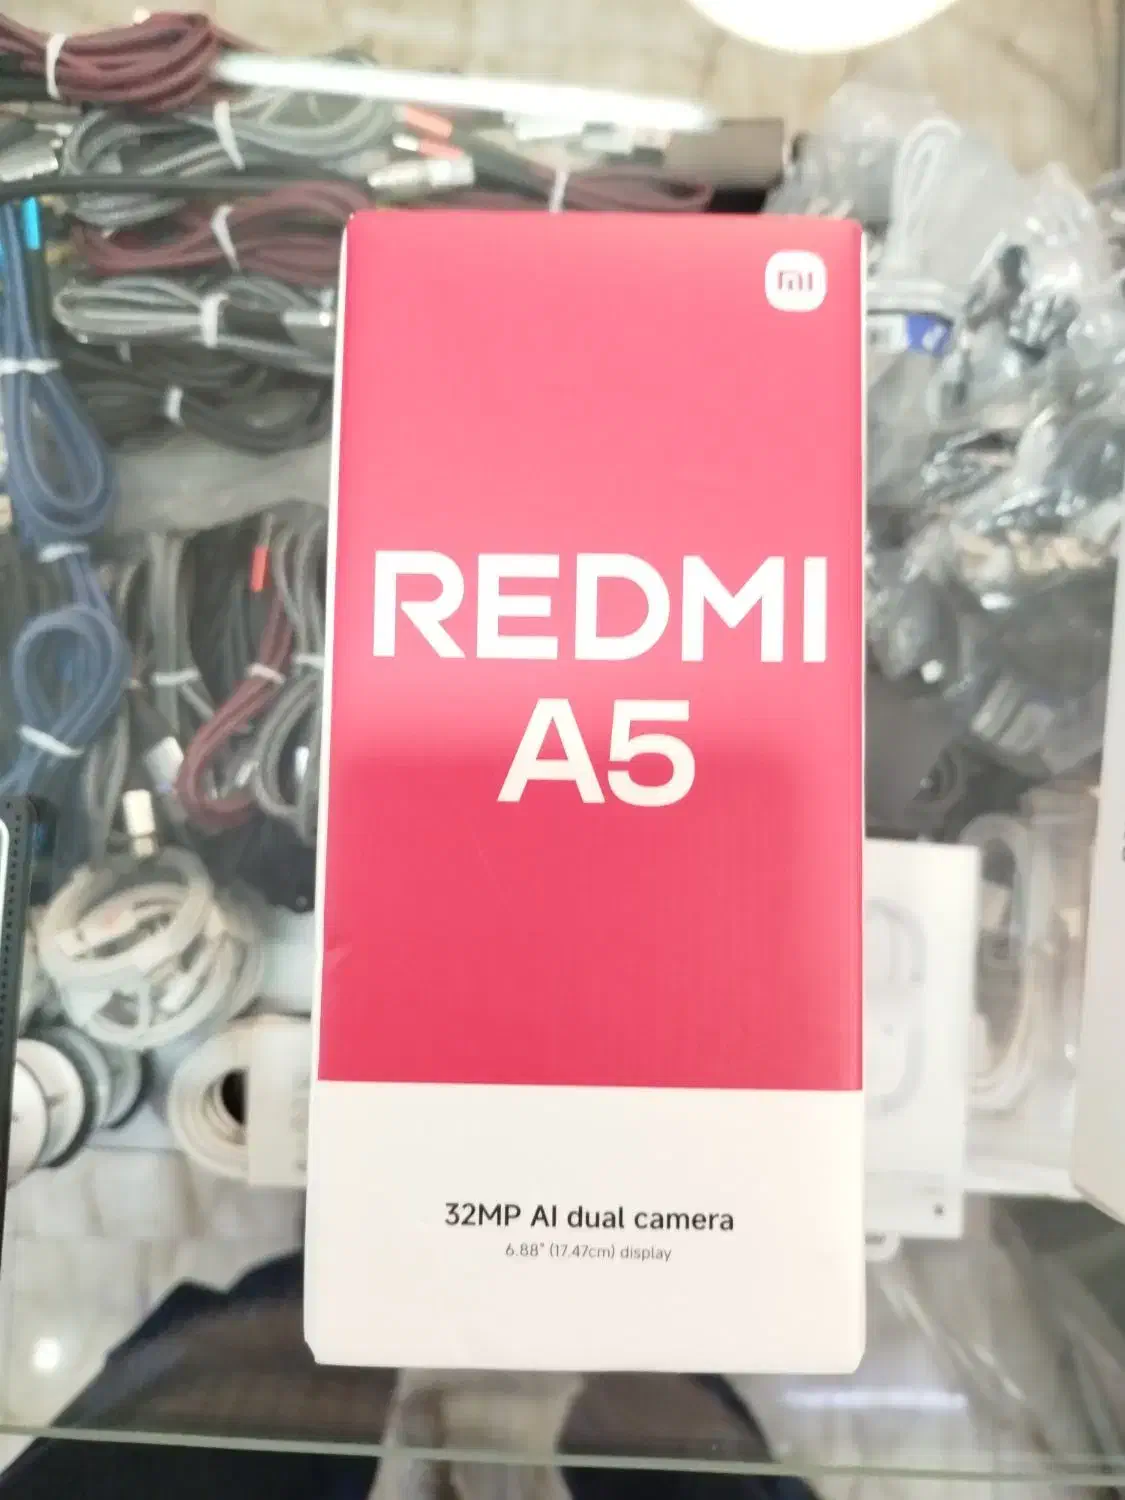 mi
REDMI
A5
32MP AI dual camera
6.88" (17.47cm) display